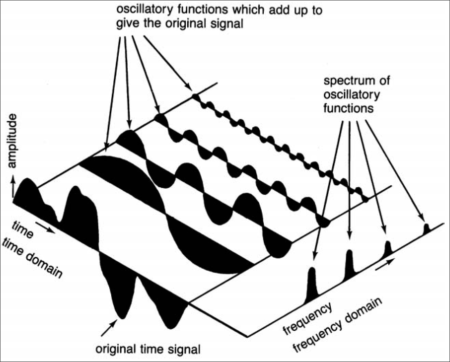 oscillatory functions which add up to
give the original signal
spectrum of
oscillatory
functions
amplitude
time
time domain
frequency
frequency domain
original time signal